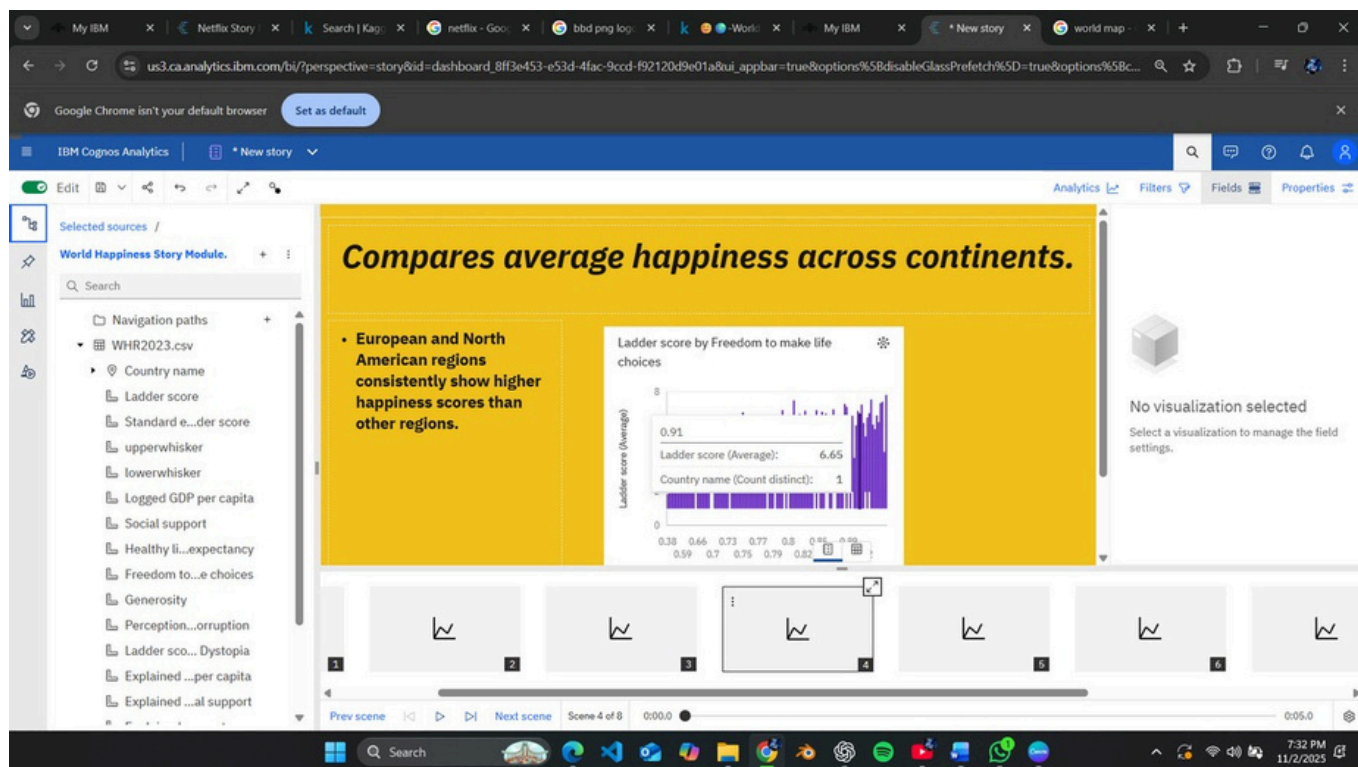 My IBM
Netflix Story
Search | Kagg
netflix - Goog
bbd png logo
-World
My IBM
* New story
world map -
us3.ca.analytics.ibm.com/bi/?perspective=story&id=dashboard_8ff3e453-e53d-4fac-9ccd-f92120d9e01a&ui_appbar=true&options%5BdisableGlassPrefetch%5D=true&options%5Bc...
Google Chrome isn't your default browser
Set as default
IBM Cognos Analytics
* New story
Edit
Analytics
Filters
Fields
Properties
Selected sources /
World Happiness Story Module.
Search
Navigation paths
WHR2023.csv
Country name
Ladder score
Standard e...der score
upperwhisker
lowerwhisker
Logged GDP per capita
Social support
Healthy li...expectancy
Freedom to...e choices
Generosity
Perception...orruption
Ladder sco... Dystopia
Explained ...per capita
Explained ...al support
Compares average happiness across continents.
• European and North
American regions
consistently show higher
happiness scores than
other regions.
Ladder score by Freedom to make life
choices
Ladder score (Average)
8
0
0.91
Ladder score (Average): 6.65
Country name (Count distinct): 1
0.38 0.66 0.73 0.77 0.8
0.59 0.7 0.75 0.79 0.82
No visualization selected
Select a visualization to manage the field
settings.
1
2
3
4
5
6
Prev scene
Next scene
Scene 4 of 8
0:00.0
0:05.0
Search
7:32 PM
11/2/2025